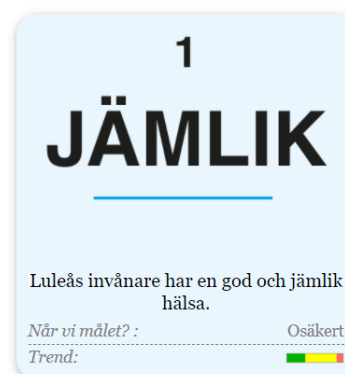 1
JÄMLIK
Luleås invånare har en god och jämlik
hälsa.
Når vi målet? : Osäkert
Trend: